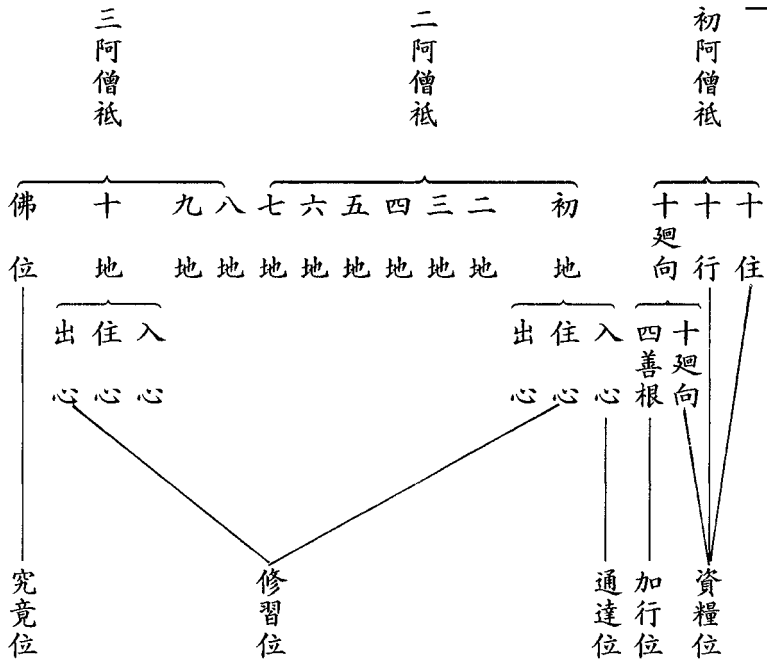 一
初阿僧祇
二阿僧祇
三阿僧祇
十住
十行
十廻向
初地
二地
三地
四地
五地
六地
七地
八地
九地
十地
佛位
十廻向
四善根
入心
住心
出心
入心
住心
出心
資糧位
加行位
通達位
修習位
究竟位